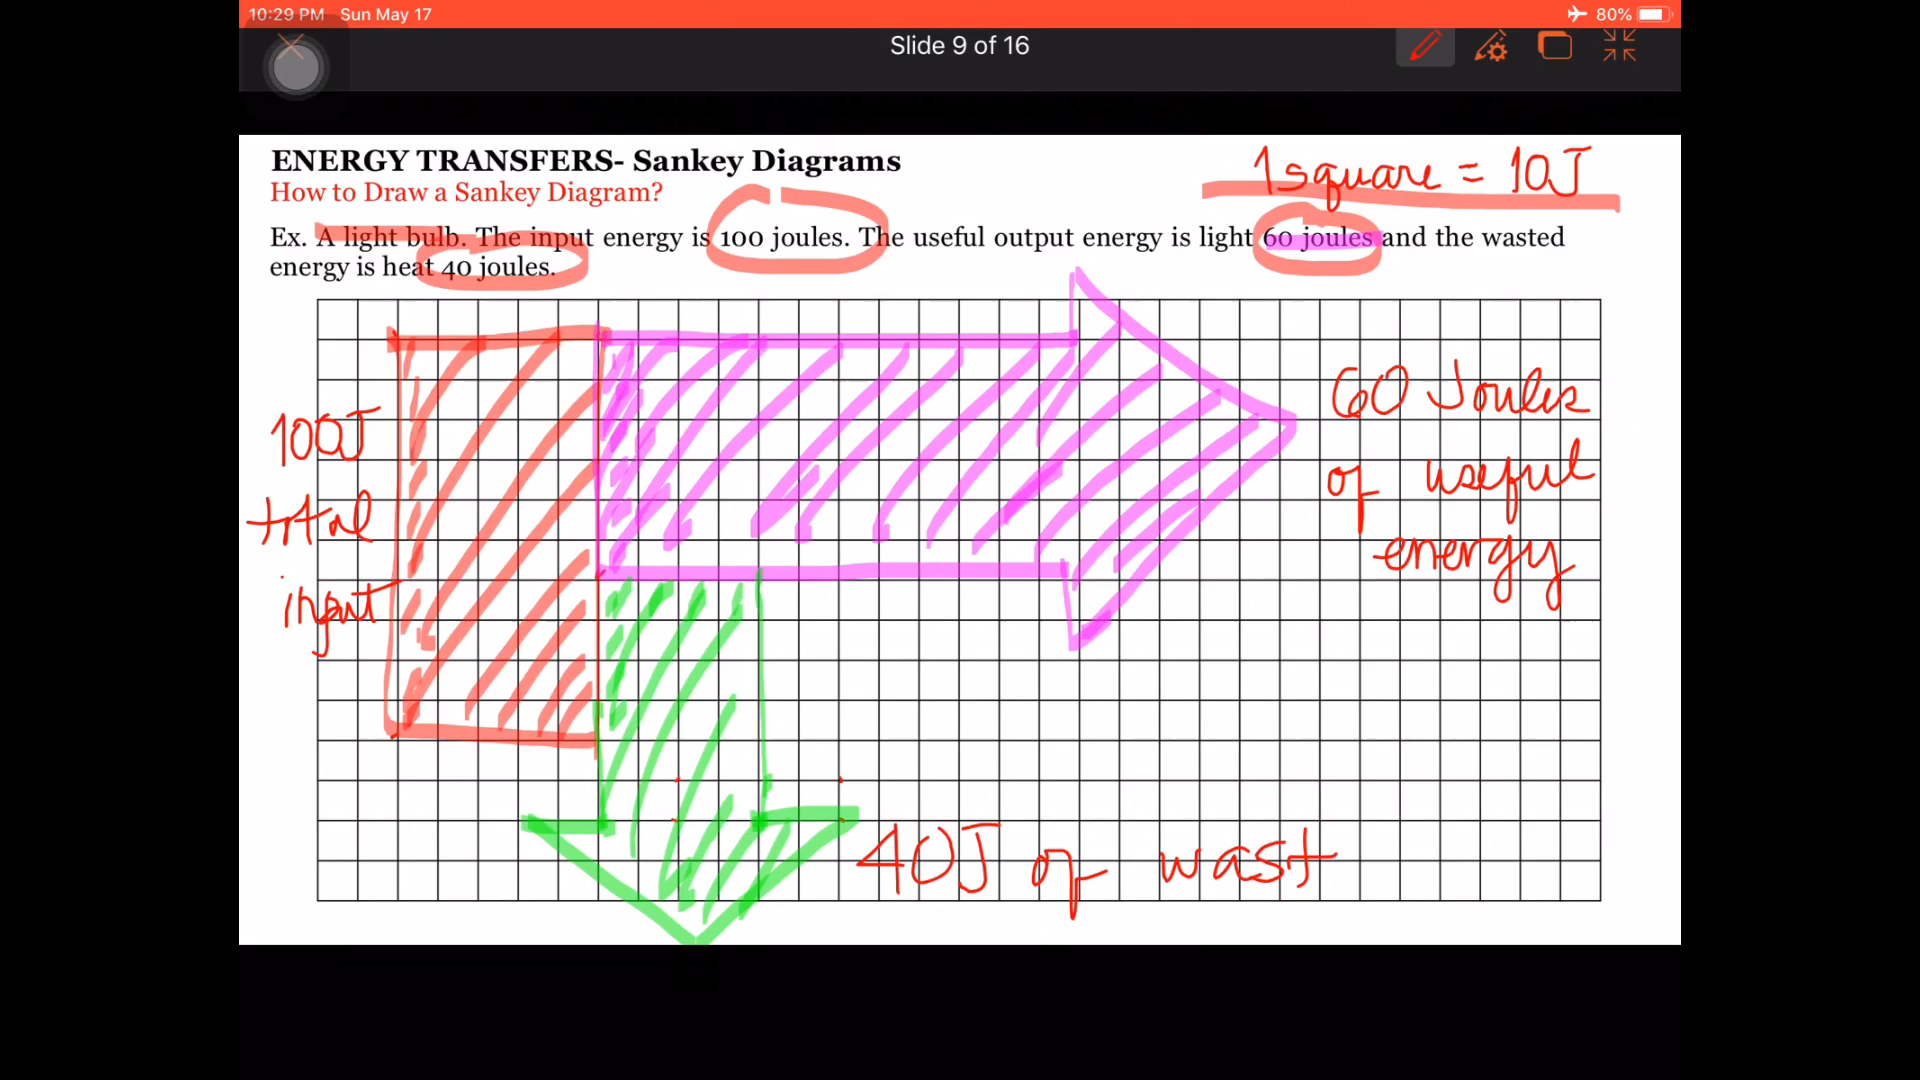 10:29 PM Sun May 17
80%
Slide 9 of 16
ENERGY TRANSFERS- Sankey Diagrams
1 square = 10J
How to Draw a Sankey Diagram?
Ex. A light bulb. The input energy is 100 joules. The useful output energy is light 60 joules and the wasted
energy is heat 40 joules.
100J
total
input
60 Joules
of useful
energy
40J of wast